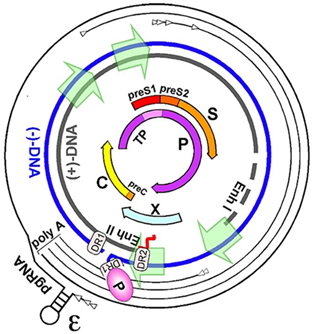 preS1
preS2
S
TP
P
(+)-DNA
(-)-DNA
C
preC
X
Enh I
Enh II
DR1
DR1
DR2
P
poly A
PgRNA
ε